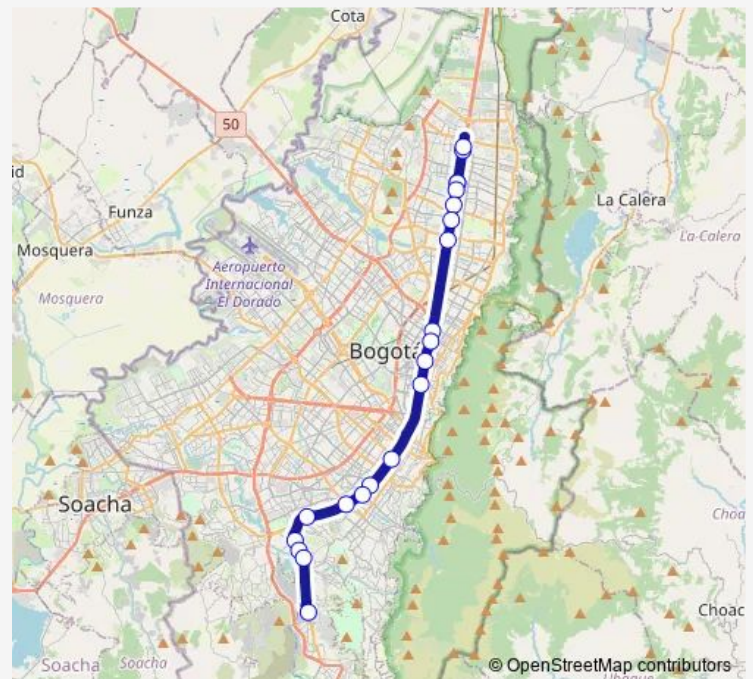 Cota
50
id
Funza
La Calera
Mosquera
La-Calera
Mosquera
Aeropuerto
Internacional
El Dorado
Bogotá
Soacha
Choa
Choac
Soacha
Soacha
© OpenStreetMap contributors